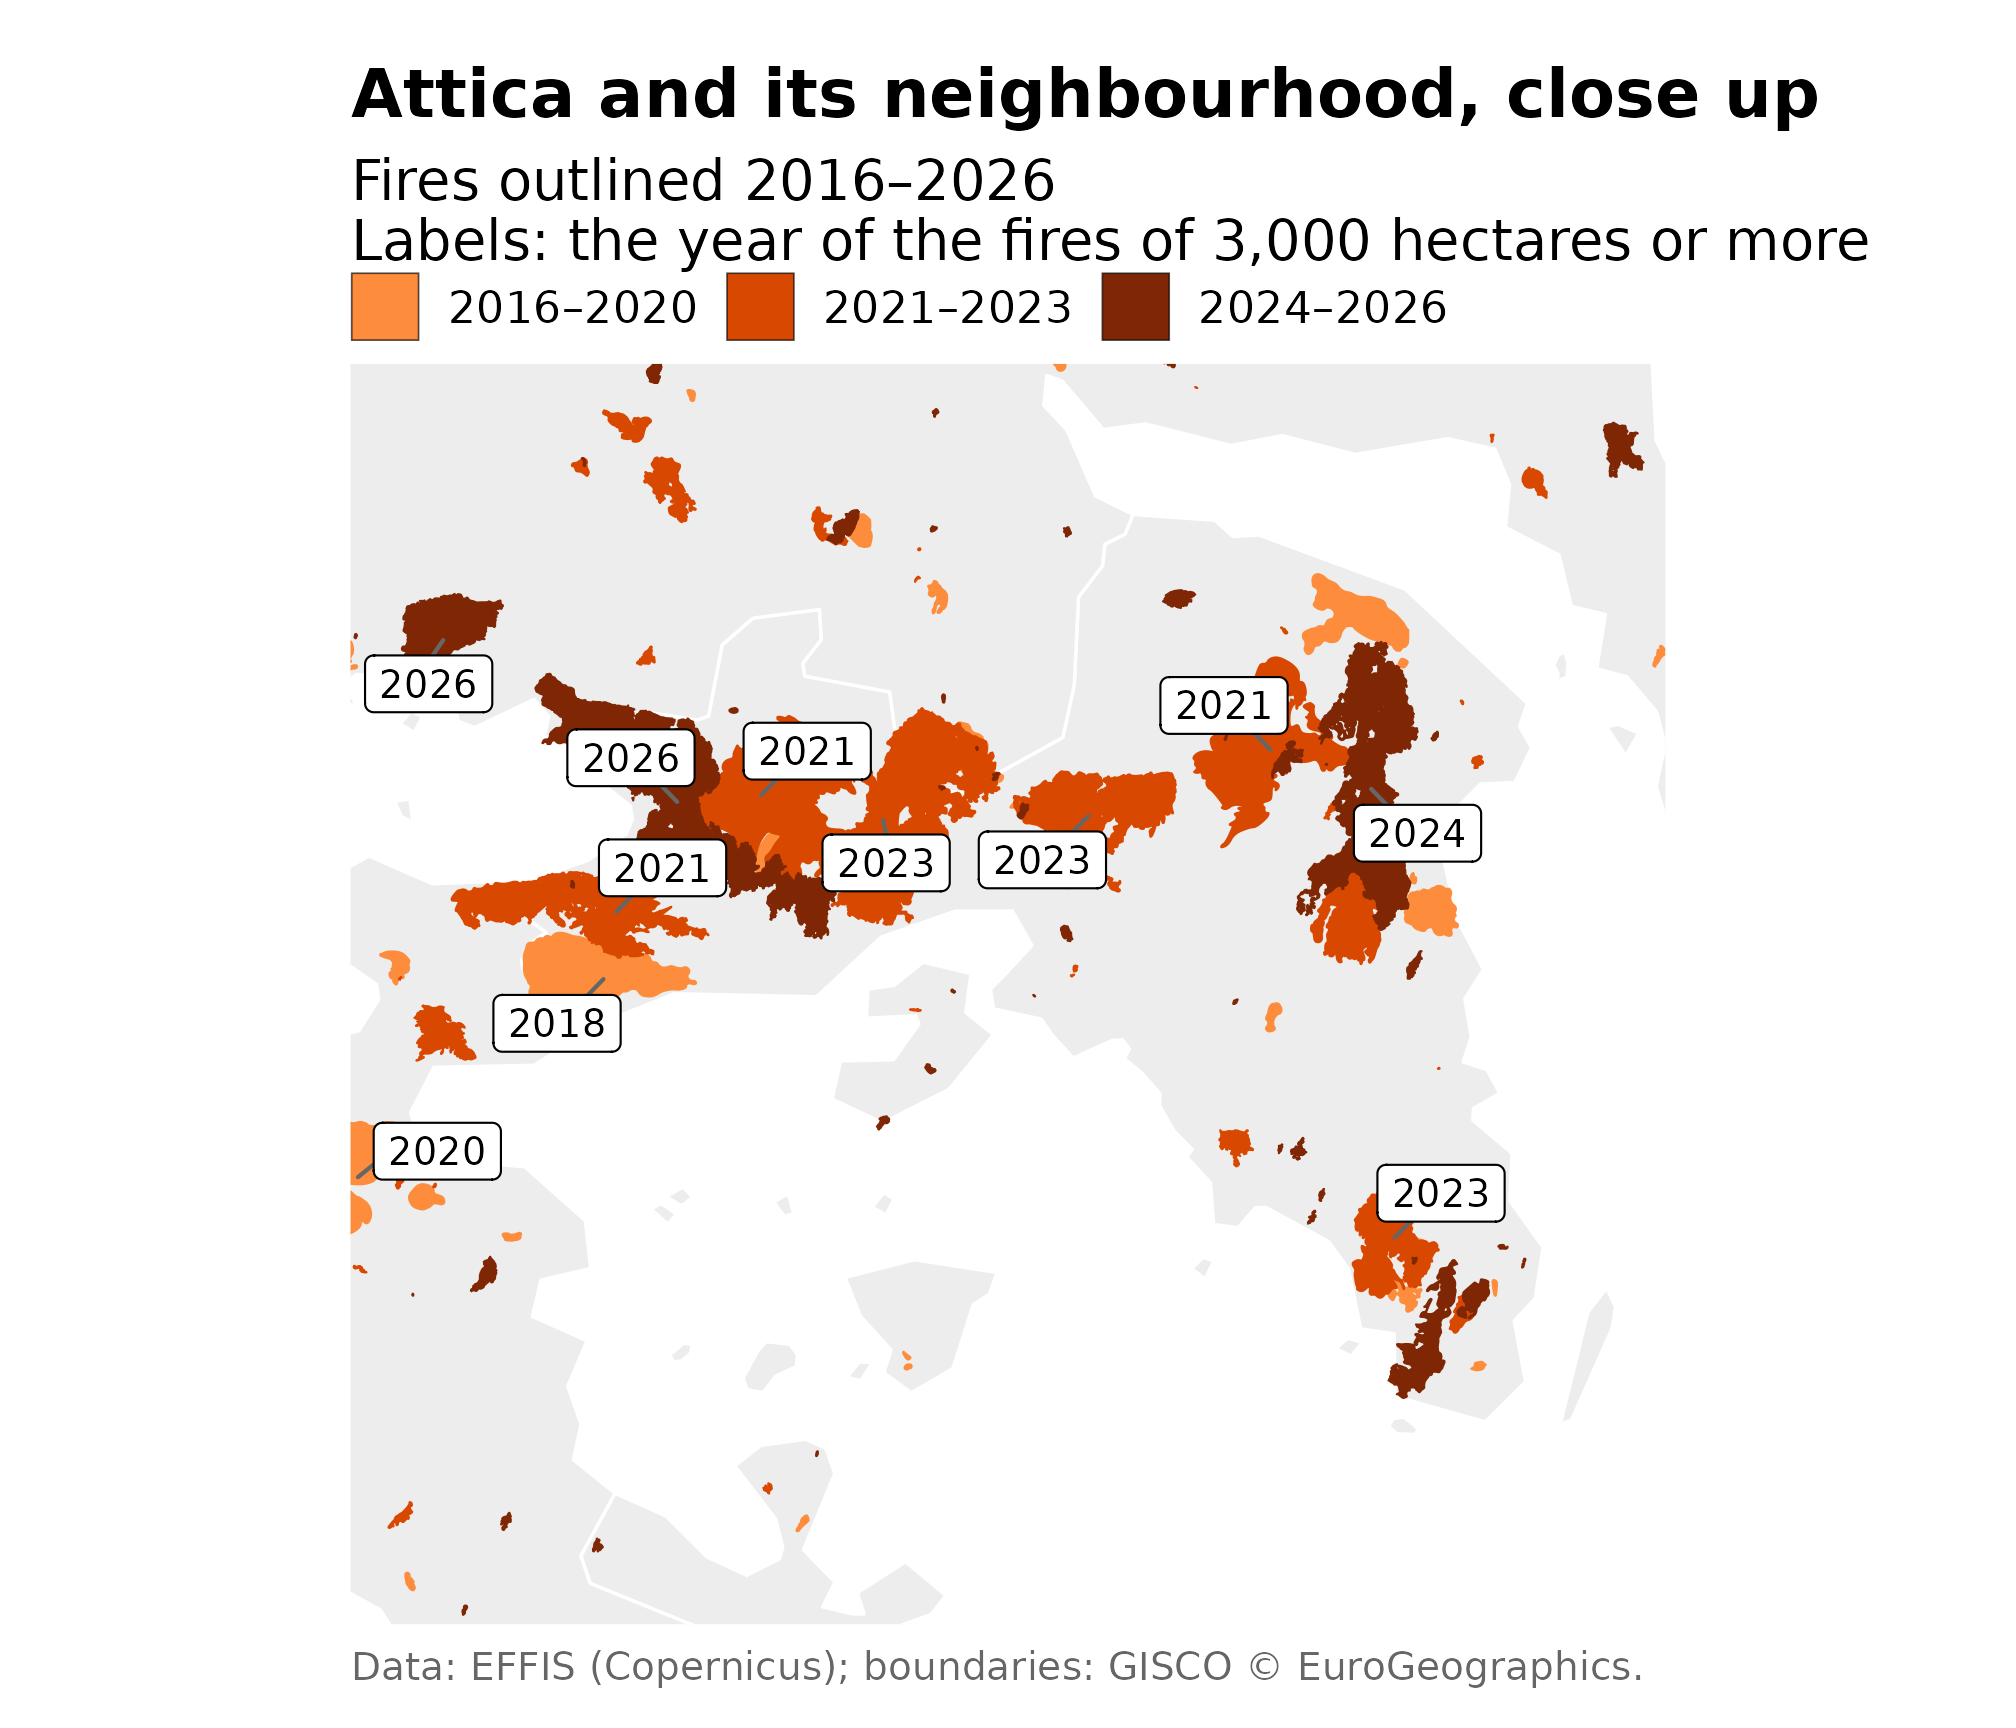 Attica and its neighbourhood, close up
Fires outlined 2016–2026
Labels: the year of the fires of 3,000 hectares or more
2016–2020 2021–2023 2024–2026
2026
2021
2026
2021
2024
2023
2023
2021
2018
2020
2023
Data: EFFIS (Copernicus); boundaries: GISCO © EuroGeographics.